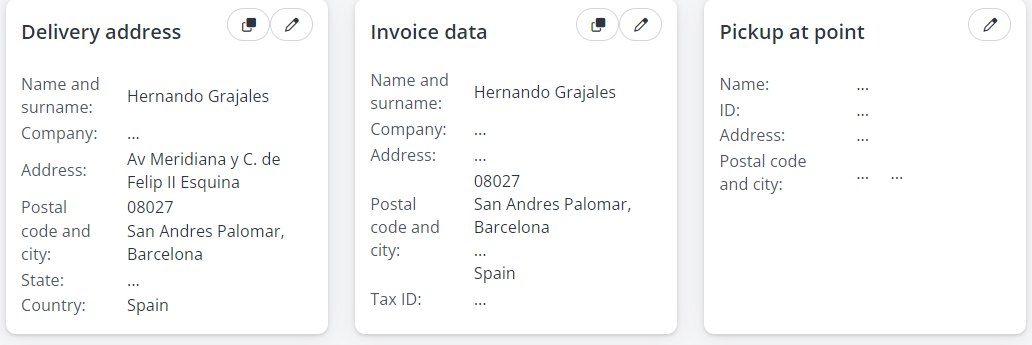 Delivery address
Name and
surname:
Hernando Grajales
Company:
...
Address:
Av Meridiana y C. de
Felip II Esquina
Postal
code and
city:
08027
San Andres Palomar,
Barcelona
State:
...
Country:
Spain
Invoice data
Name and
surname:
Hernando Grajales
Company:
...
Address:
...
Postal
code and
city:
08027
San Andres Palomar,
Barcelona
...
Spain
Tax ID:
...
Pickup at point
Name:
...
ID:
...
Address:
...
Postal code
and city:
... ...